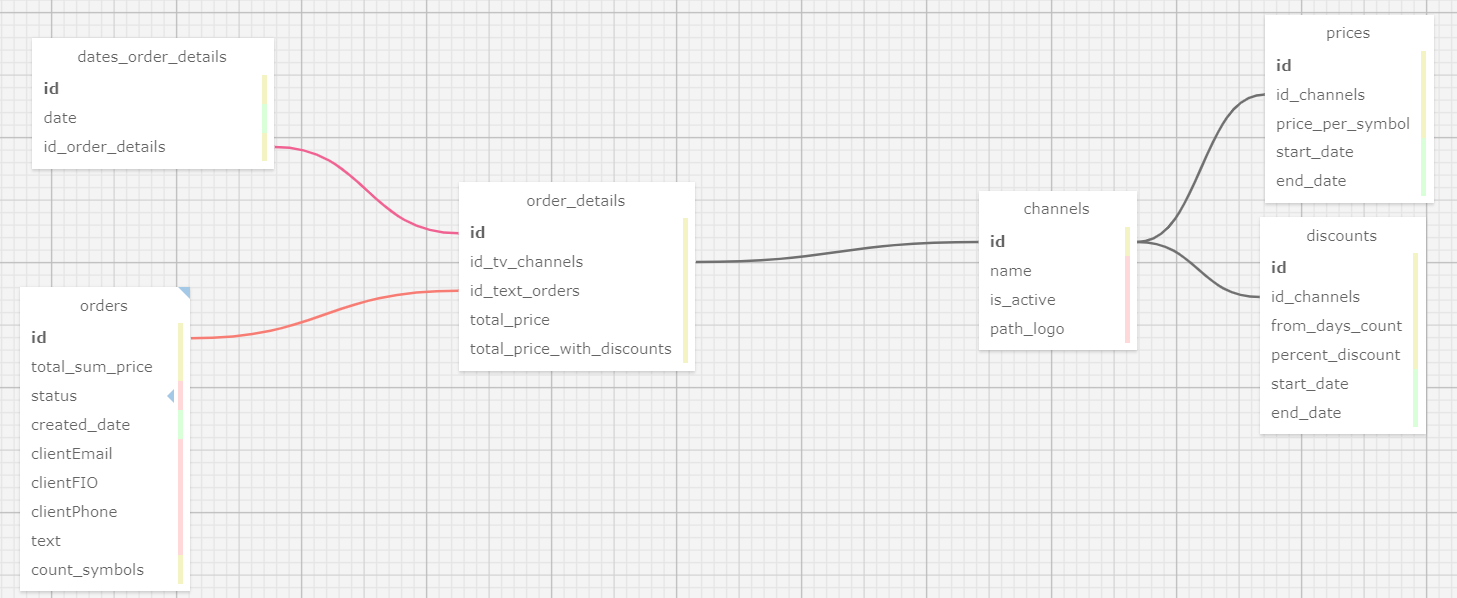 dates_order_details
id
date
id_order_details
orders
id
total_sum_price
status
created_date
clientEmail
clientFIO
clientPhone
text
count_symbols
order_details
id
id_tv_channels
id_text_orders
total_price
total_price_with_discounts
channels
id
name
is_active
path_logo
prices
id
id_channels
price_per_symbol
start_date
end_date
discounts
id
id_channels
from_days_count
percent_discount
start_date
end_date